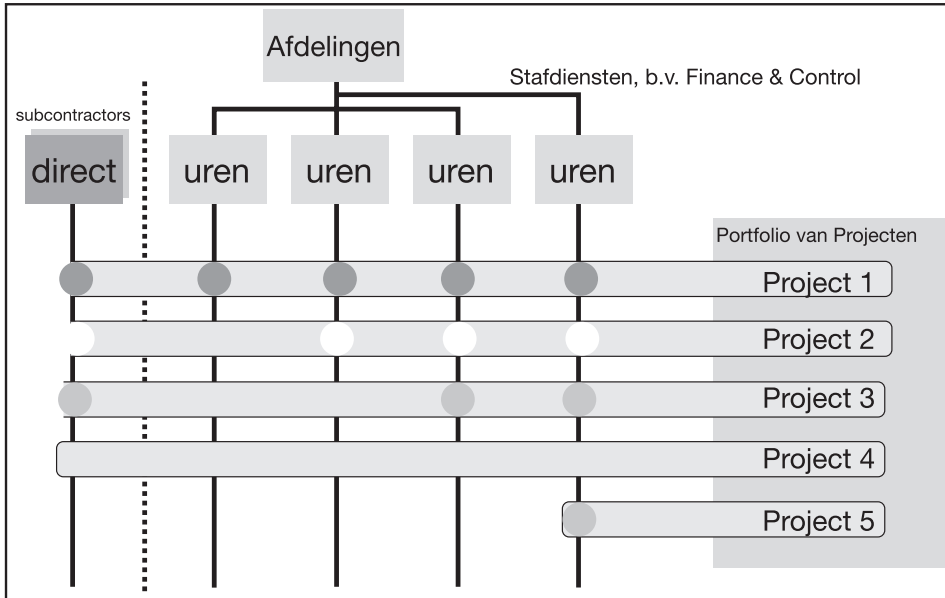 Afdelingen
Stafdiensten, b.v. Finance & Control
subcontractors
direct
uren
uren
uren
uren
Portfolio van Projecten
Project 1
Project 2
Project 3
Project 4
Project 5